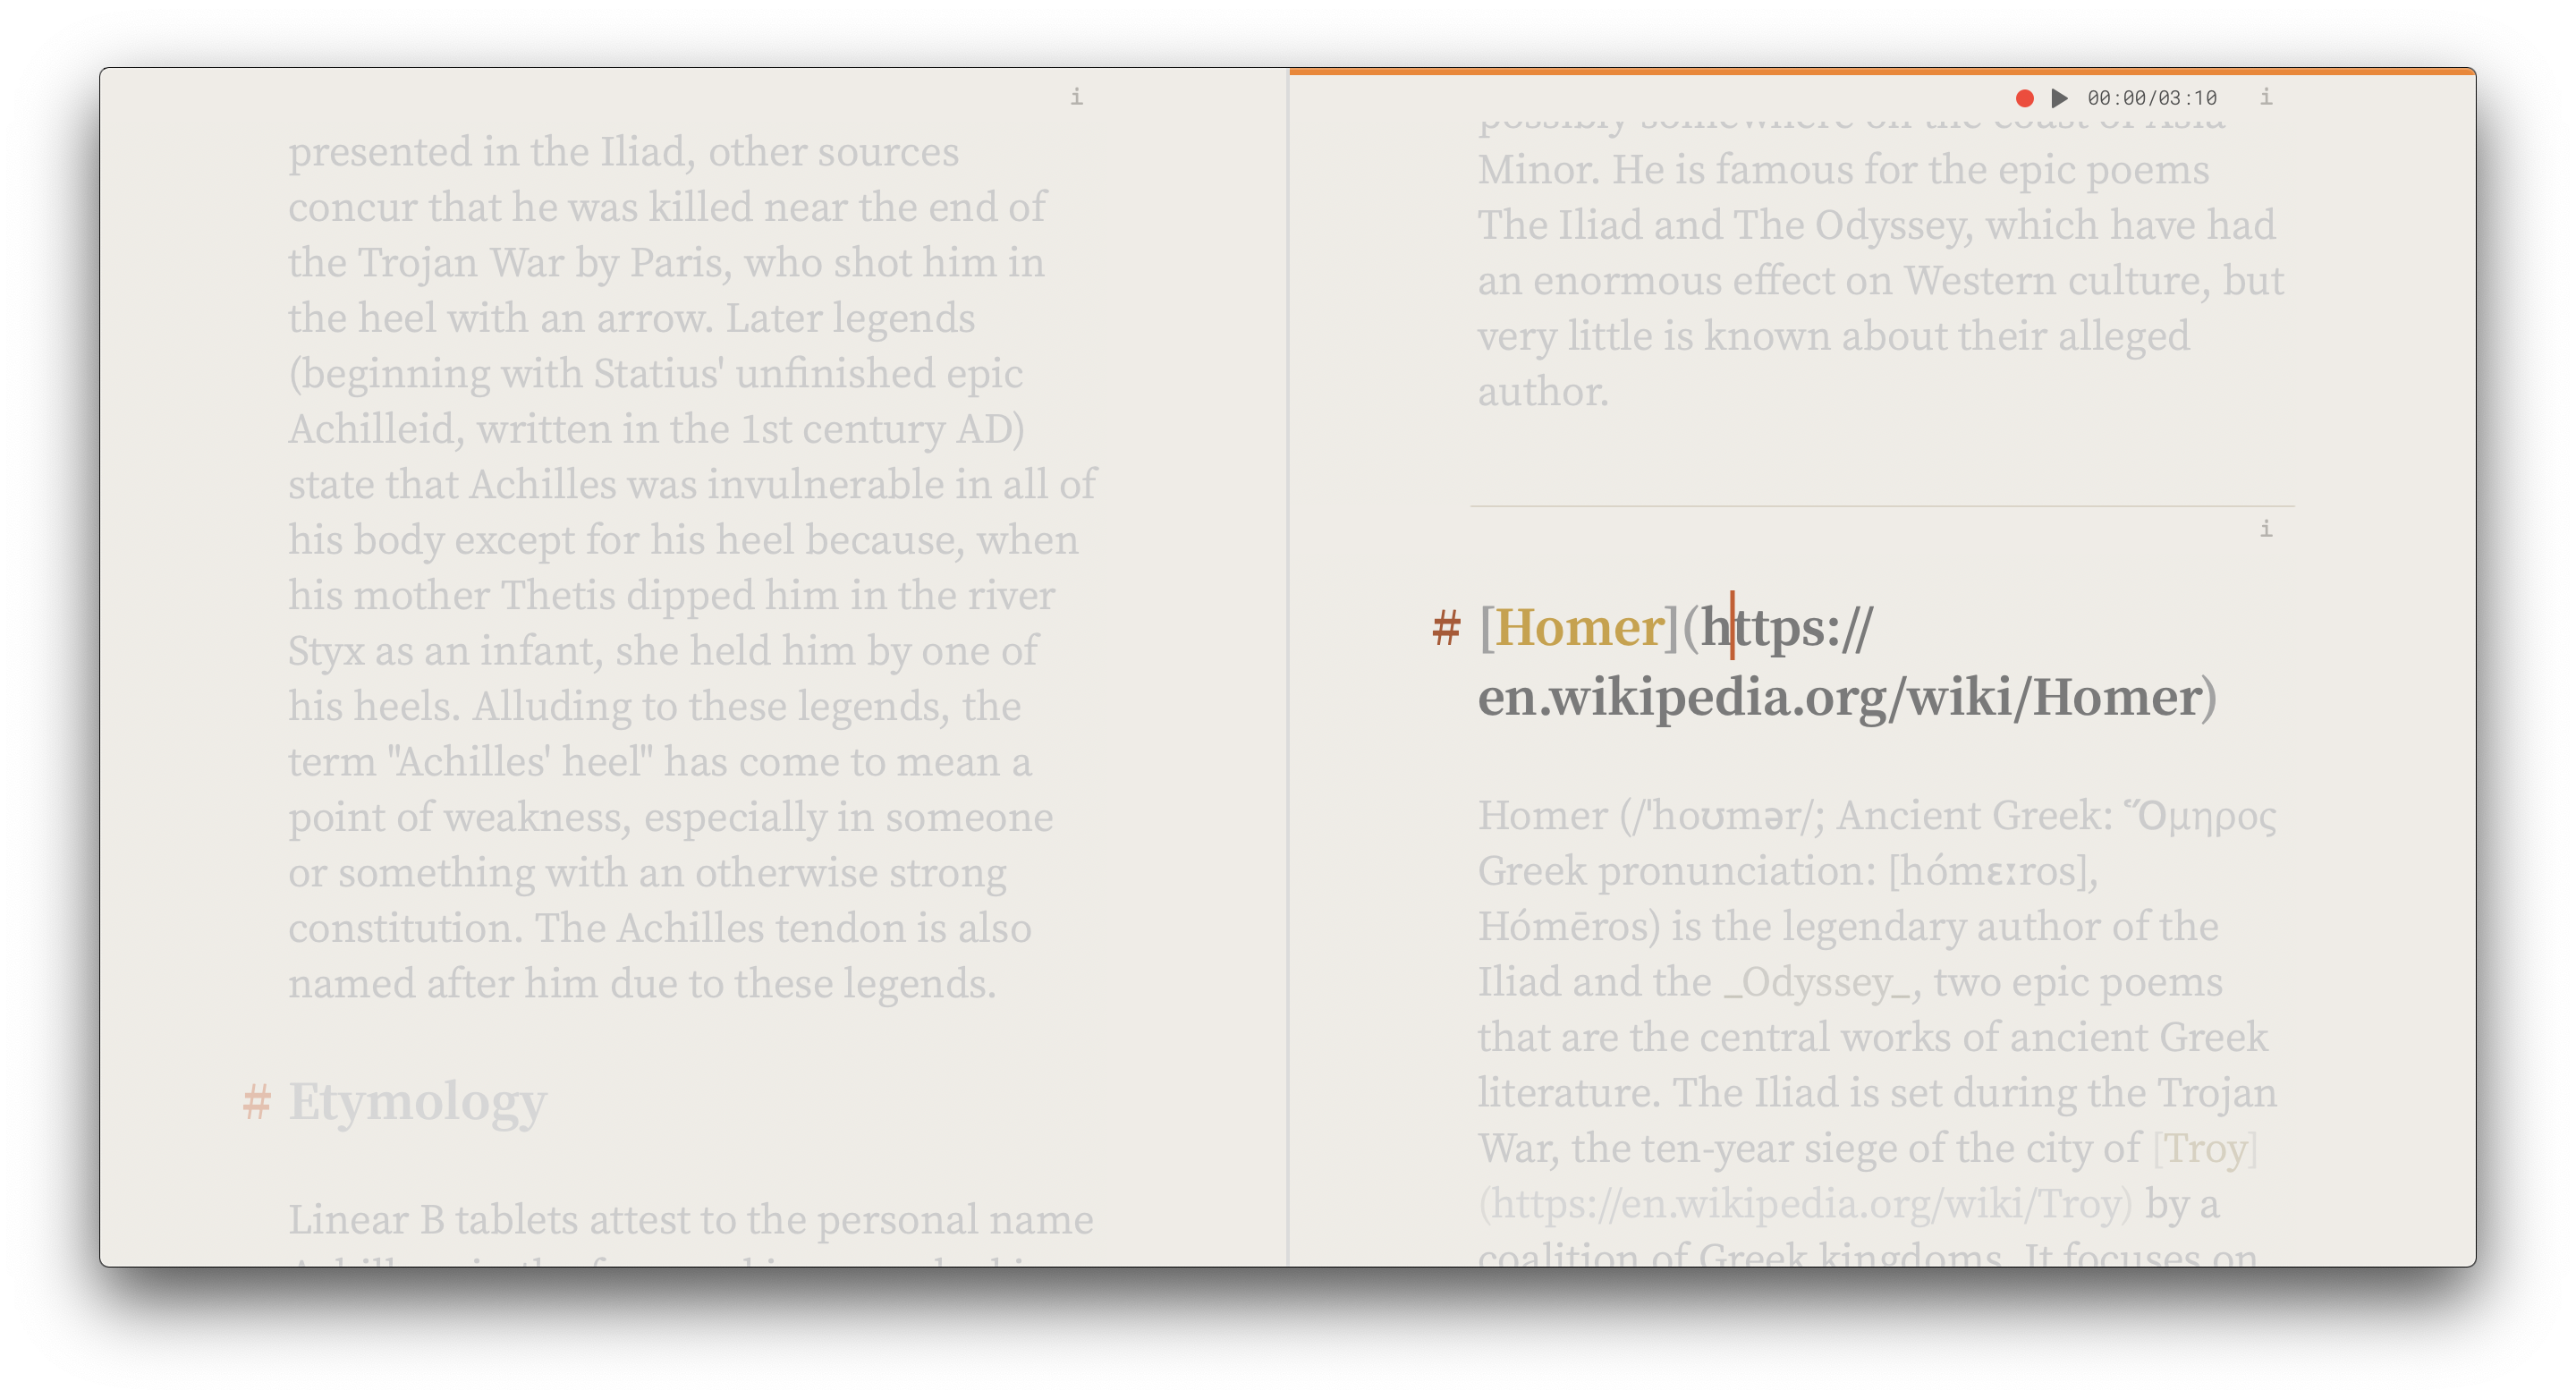 i
presented in the Iliad, other sources
concur that he was killed near the end of
the Trojan War by Paris, who shot him in
the heel with an arrow. Later legends
(beginning with Statius' unfinished epic
Achilleid, written in the 1st century AD)
state that Achilles was invulnerable in all of
his body except for his heel because, when
his mother Thetis dipped him in the river
Styx as an infant, she held him by one of
his heels. Alluding to these legends, the
term "Achilles' heel" has come to mean a
point of weakness, especially in someone
or something with an otherwise strong
constitution. The Achilles tendon is also
named after him due to these legends.
# Etymology
Linear B tablets attest to the personal name
00:00/03:10 i
possibly somewhere on the coast of Asia
Minor. He is famous for the epic poems
The Iliad and The Odyssey, which have had
an enormous effect on Western culture, but
very little is known about their alleged
author.
i
# [Homer](https://
en.wikipedia.org/wiki/Homer)
Homer (/ˈhoʊmər/; Ancient Greek: Ὅμηρος
Greek pronunciation: [hómɛːros],
Hómēros) is the legendary author of the
Iliad and the _Odyssey_, two epic poems
that are the central works of ancient Greek
literature. The Iliad is set during the Trojan
War, the ten-year siege of the city of [Troy]
(https://en.wikipedia.org/wiki/Troy) by a
coalition of Greek kingdoms. It focuses on